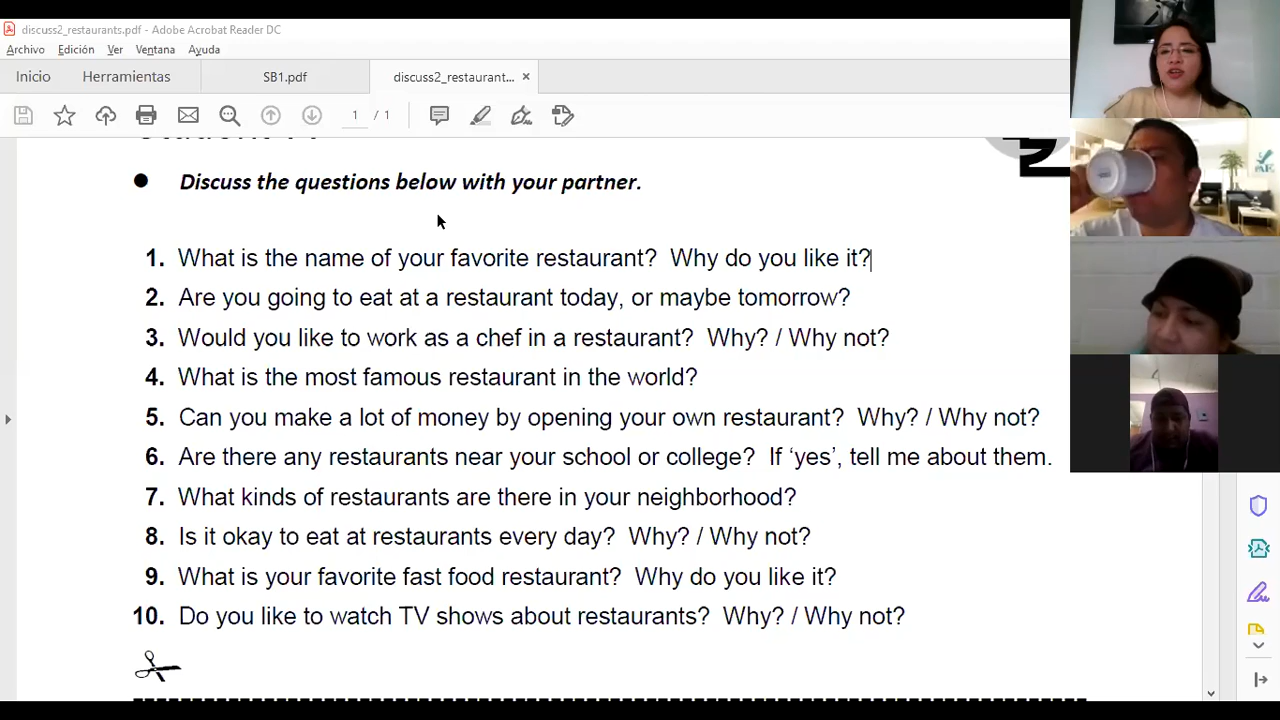 discuss2_restaurants.pdf - Adobe Acrobat Reader DC
Archivo Edición Ver Ventana Ayuda
Inicio Herramientas SB1.pdf discuss2_restaurant... ×
1 / 1
● Discuss the questions below with your partner.
1. What is the name of your favorite restaurant? Why do you like it?
2. Are you going to eat at a restaurant today, or maybe tomorrow?
3. Would you like to work as a chef in a restaurant? Why? / Why not?
4. What is the most famous restaurant in the world?
5. Can you make a lot of money by opening your own restaurant? Why? / Why not?
6. Are there any restaurants near your school or college? If ‘yes’, tell me about them.
7. What kinds of restaurants are there in your neighborhood?
8. Is it okay to eat at restaurants every day? Why? / Why not?
9. What is your favorite fast food restaurant? Why do you like it?
10. Do you like to watch TV shows about restaurants? Why? / Why not?